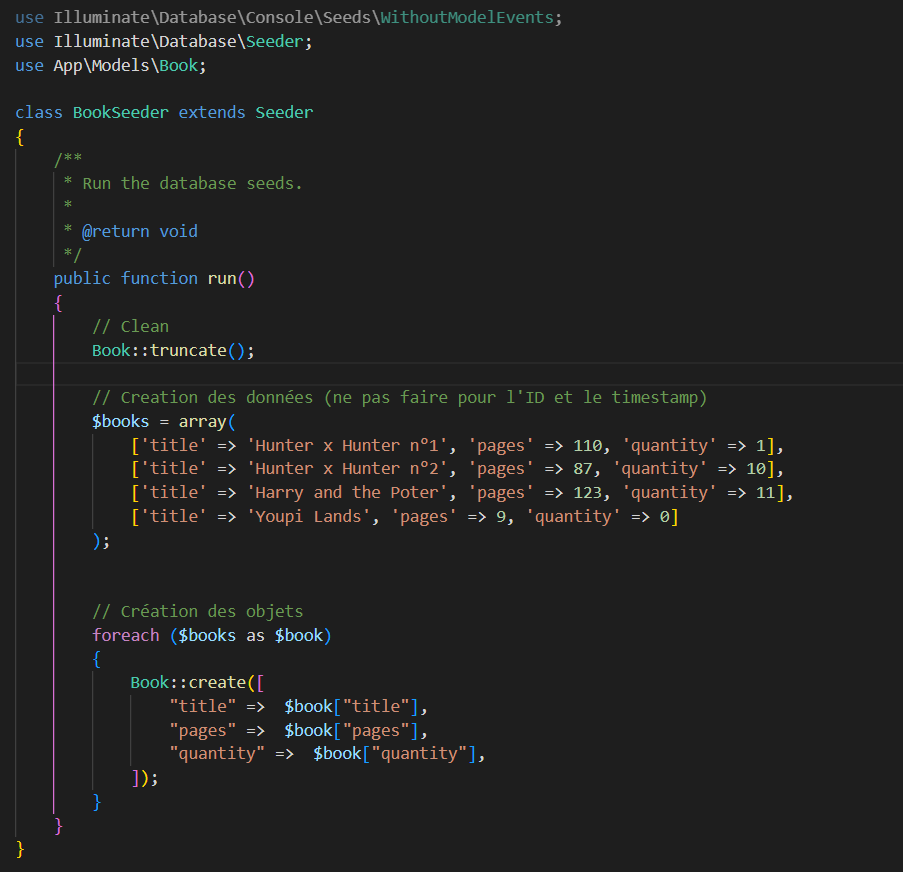 use Illuminate\Database\Console\Seeds\WithoutModelEvents;
use Illuminate\Database\Seeder;
use App\Models\Book;
class BookSeeder extends Seeder
{
/**
* Run the database seeds.
*
* @return void
*/
public function run()
{
// Clean
Book::truncate();
// Creation des données (ne pas faire pour l'ID et le timestamp)
$books = array(
['title' => 'Hunter x Hunter n°1', 'pages' => 110, 'quantity' => 1],
['title' => 'Hunter x Hunter n°2', 'pages' => 87, 'quantity' => 10],
['title' => 'Harry and the Poter', 'pages' => 123, 'quantity' => 11],
['title' => 'Youpi Lands', 'pages' => 9, 'quantity' => 0]
);
// Création des objets
foreach ($books as $book)
{
Book::create([
"title" =>  $book["title"],
"pages" =>  $book["pages"],
"quantity" =>  $book["quantity"],
]);
}
}
}